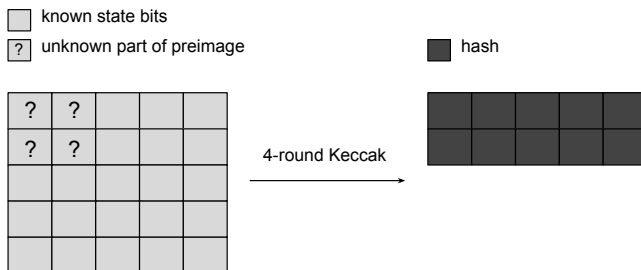 known state bits
? unknown part of preimage
hash
? ?
? ?
4-round Keccak